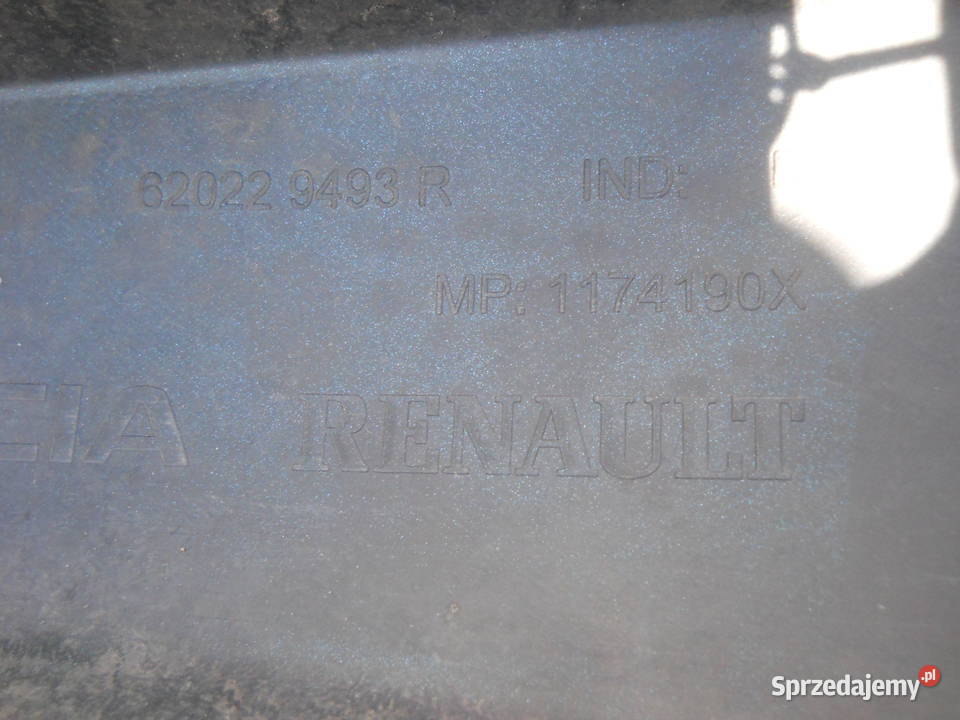 62022 9493 R IND:
MP: 1174190X
RENAULT
Sprzedajemy.pl